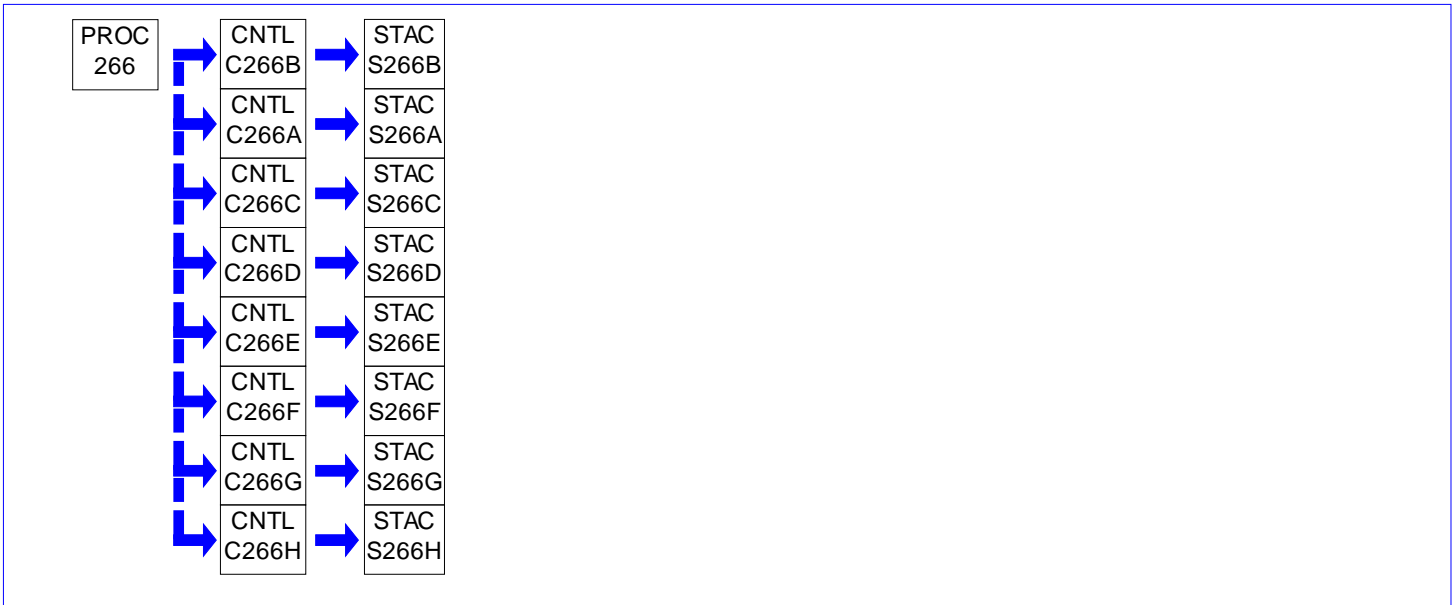 PROC
266
CNTL
C266B
STAC
S266B
CNTL
C266A
STAC
S266A
CNTL
C266C
STAC
S266C
CNTL
C266D
STAC
S266D
CNTL
C266E
STAC
S266E
CNTL
C266F
STAC
S266F
CNTL
C266G
STAC
S266G
CNTL
C266H
STAC
S266H